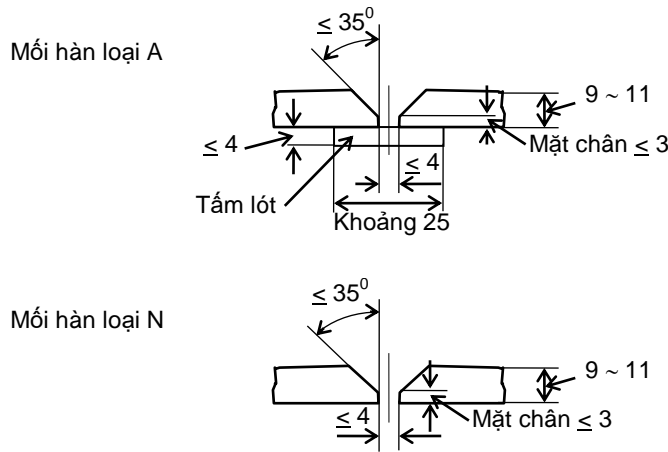 ≤ 35⁰
Mối hàn loại A
9 ~ 11
≤ 4
Mặt chân ≤ 3
≤ 4
Tấm lót
Khoảng 25
≤ 35⁰
Mối hàn loại N
9 ~ 11
≤ 4
Mặt chân ≤ 3